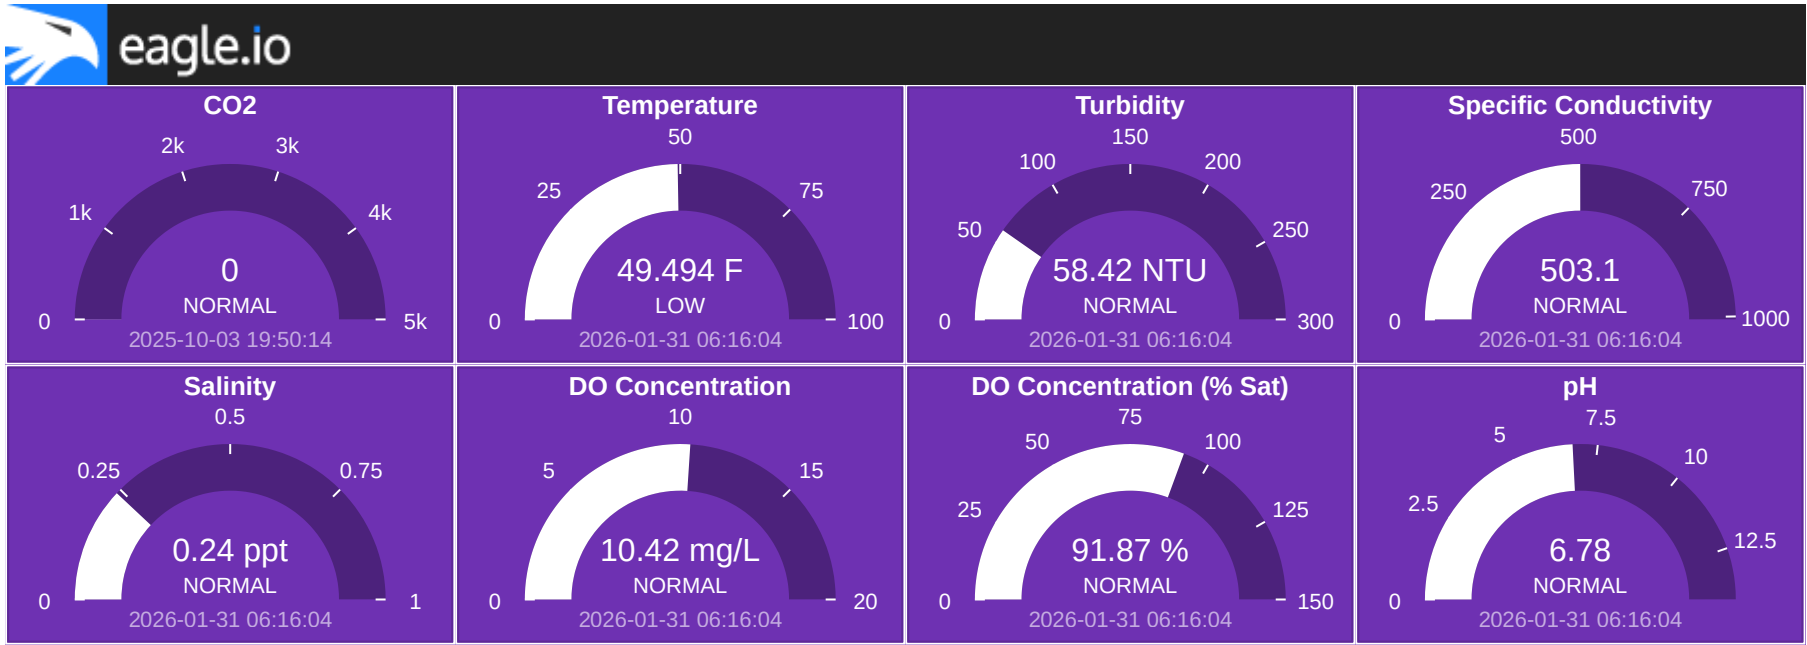 eagle.io
CO2
0
1k
2k
3k
4k
5k
0
NORMAL
2025-10-03 19:50:14
Temperature
0
25
50
75
100
49.494 F
LOW
2026-01-31 06:16:04
Turbidity
0
50
100
150
200
250
300
58.42 NTU
NORMAL
2026-01-31 06:16:04
Specific Conductivity
0
250
500
750
1000
503.1
NORMAL
2026-01-31 06:16:04
Salinity
0
0.25
0.5
0.75
1
0.24 ppt
NORMAL
2026-01-31 06:16:04
DO Concentration
0
5
10
15
20
10.42 mg/L
NORMAL
2026-01-31 06:16:04
DO Concentration (% Sat)
0
25
50
75
100
125
150
91.87 %
NORMAL
2026-01-31 06:16:04
pH
0
2.5
5
7.5
10
12.5
6.78
NORMAL
2026-01-31 06:16:04